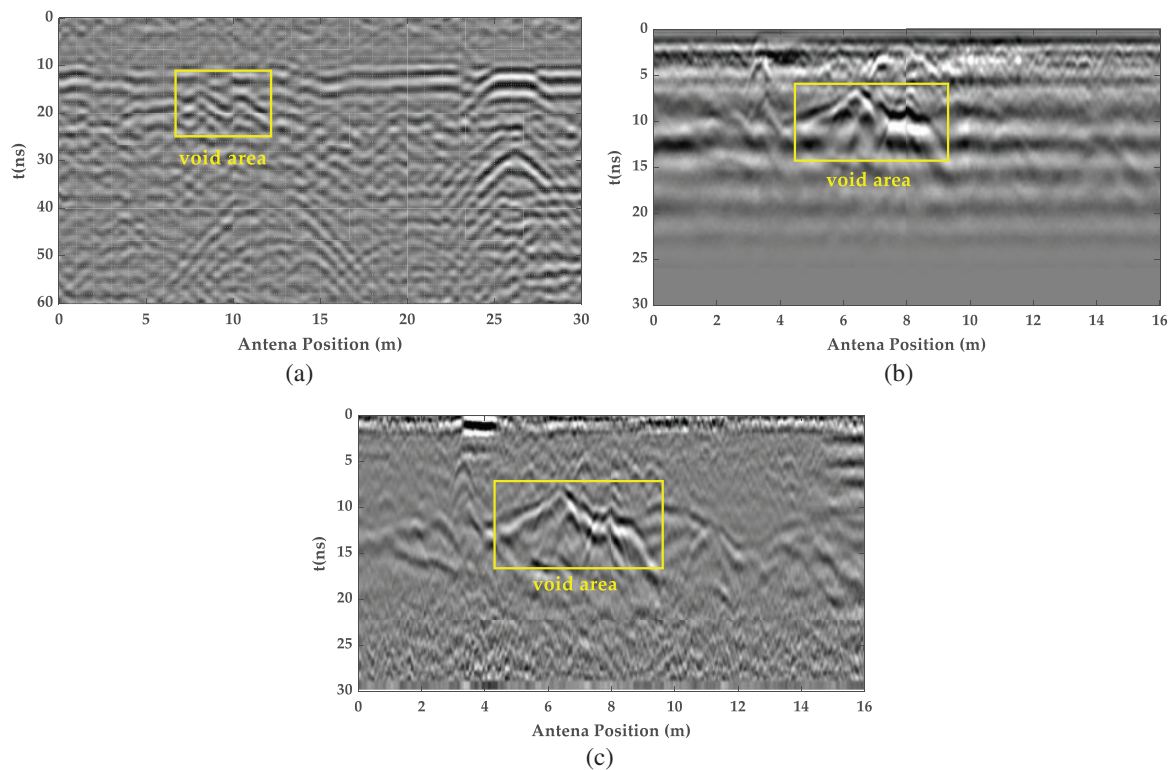 0
10
20
30
40
50
60
t(ns)
void area
0 5 10 15 20 25 30
Antena Position (m)
(a)
0
5
10
15
20
25
30
t(ns)
void area
0 2 4 6 8 10 12 14 16
Antena Position (m)
(b)
0
5
10
15
20
25
30
t(ns)
void area
0 2 4 6 8 10 12 14 16
Antena Position (m)
(c)